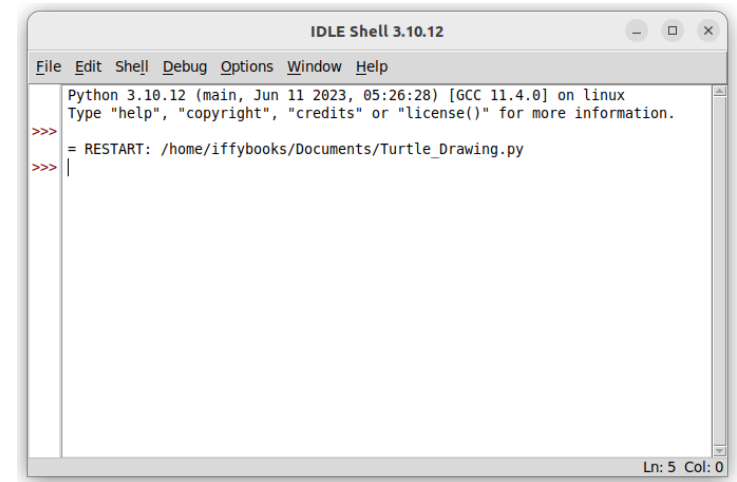 IDLE Shell 3.10.12
File Edit Shell Debug Options Window Help
Python 3.10.12 (main, Jun 11 2023, 05:26:28) [GCC 11.4.0] on linux
Type "help", "copyright", "credits" or "license()" for more information.
>>>
= RESTART: /home/iffybooks/Documents/Turtle_Drawing.py
>>>
Ln: 5 Col: 0